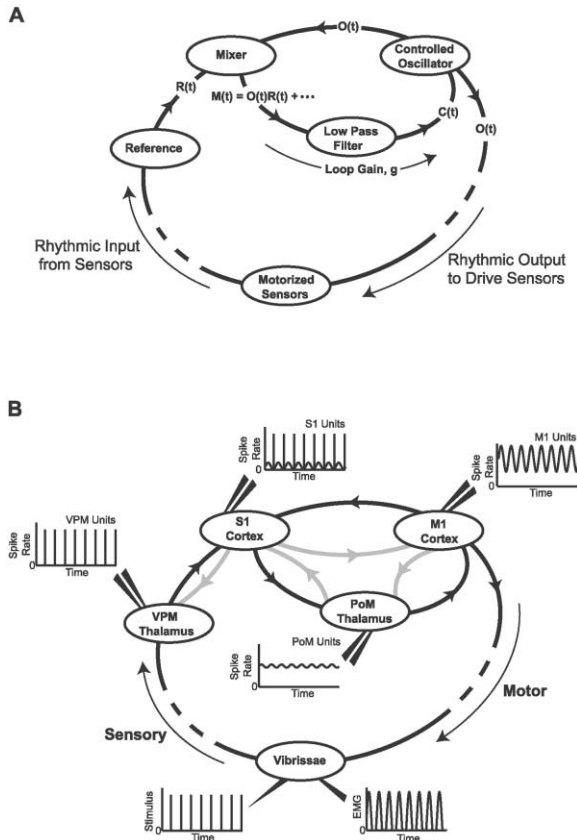 A
O(t)
Mixer
Controlled
Oscillator
R(t)
M(t) = O(t)R(t) + ···
C(t)
O(t)
Low Pass
Filter
Reference
Loop Gain, g
Rhythmic Input
from Sensors
Rhythmic Output
to Drive Sensors
Motorized
Sensors
B
S1 Units
Spike
Rate
0
Time
M1 Units
Spike
Rate
0
Time
VPM Units
Spike
Rate
0
Time
S1
Cortex
M1
Cortex
VPM
Thalamus
PoM
Thalamus
PoM Units
Spike
Rate
0
Time
Motor
Sensory
Vibrissae
Stimulus
0
Time
EMG
0
Time